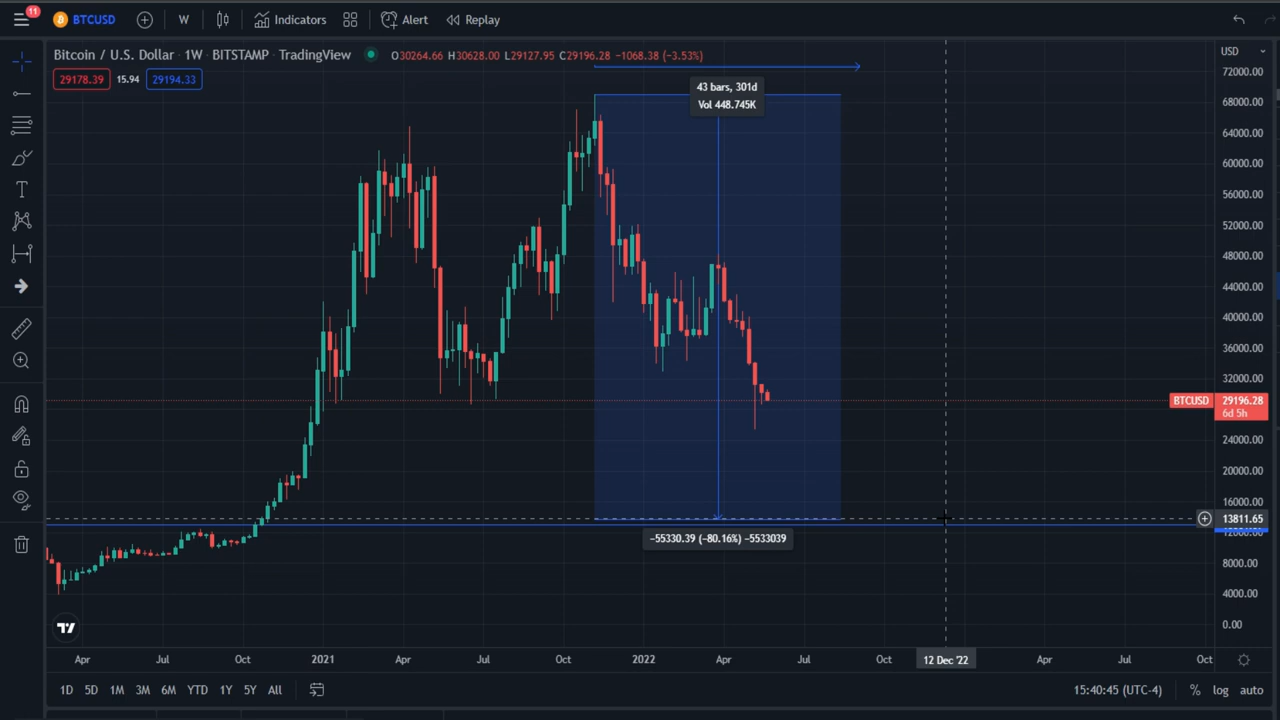 11
BTCUSD W Indicators Alert Replay
Bitcoin / U.S. Dollar · 1W · BITSTAMP · TradingView O30264.66 H30628.00 L29127.95 C29196.28 −1068.38 (−3.53%) USD
29178.39 15.94 29194.33
72000.00
43 bars, 301d
Vol 448.745K
68000.00
64000.00
60000.00
56000.00
52000.00
48000.00
44000.00
40000.00
36000.00
32000.00
BTCUSD 29196.28
6d 5h
24000.00
20000.00
16000.00
13811.65
−55330.39 (−80.16%) −5533039
8000.00
4000.00
0.00
Apr Jul Oct 2021 Apr Jul Oct 2022 Apr Jul Oct 12 Dec '22 Apr Jul Oct
1D 5D 1M 3M 6M YTD 1Y 5Y All 15:40:45 (UTC-4) % log auto